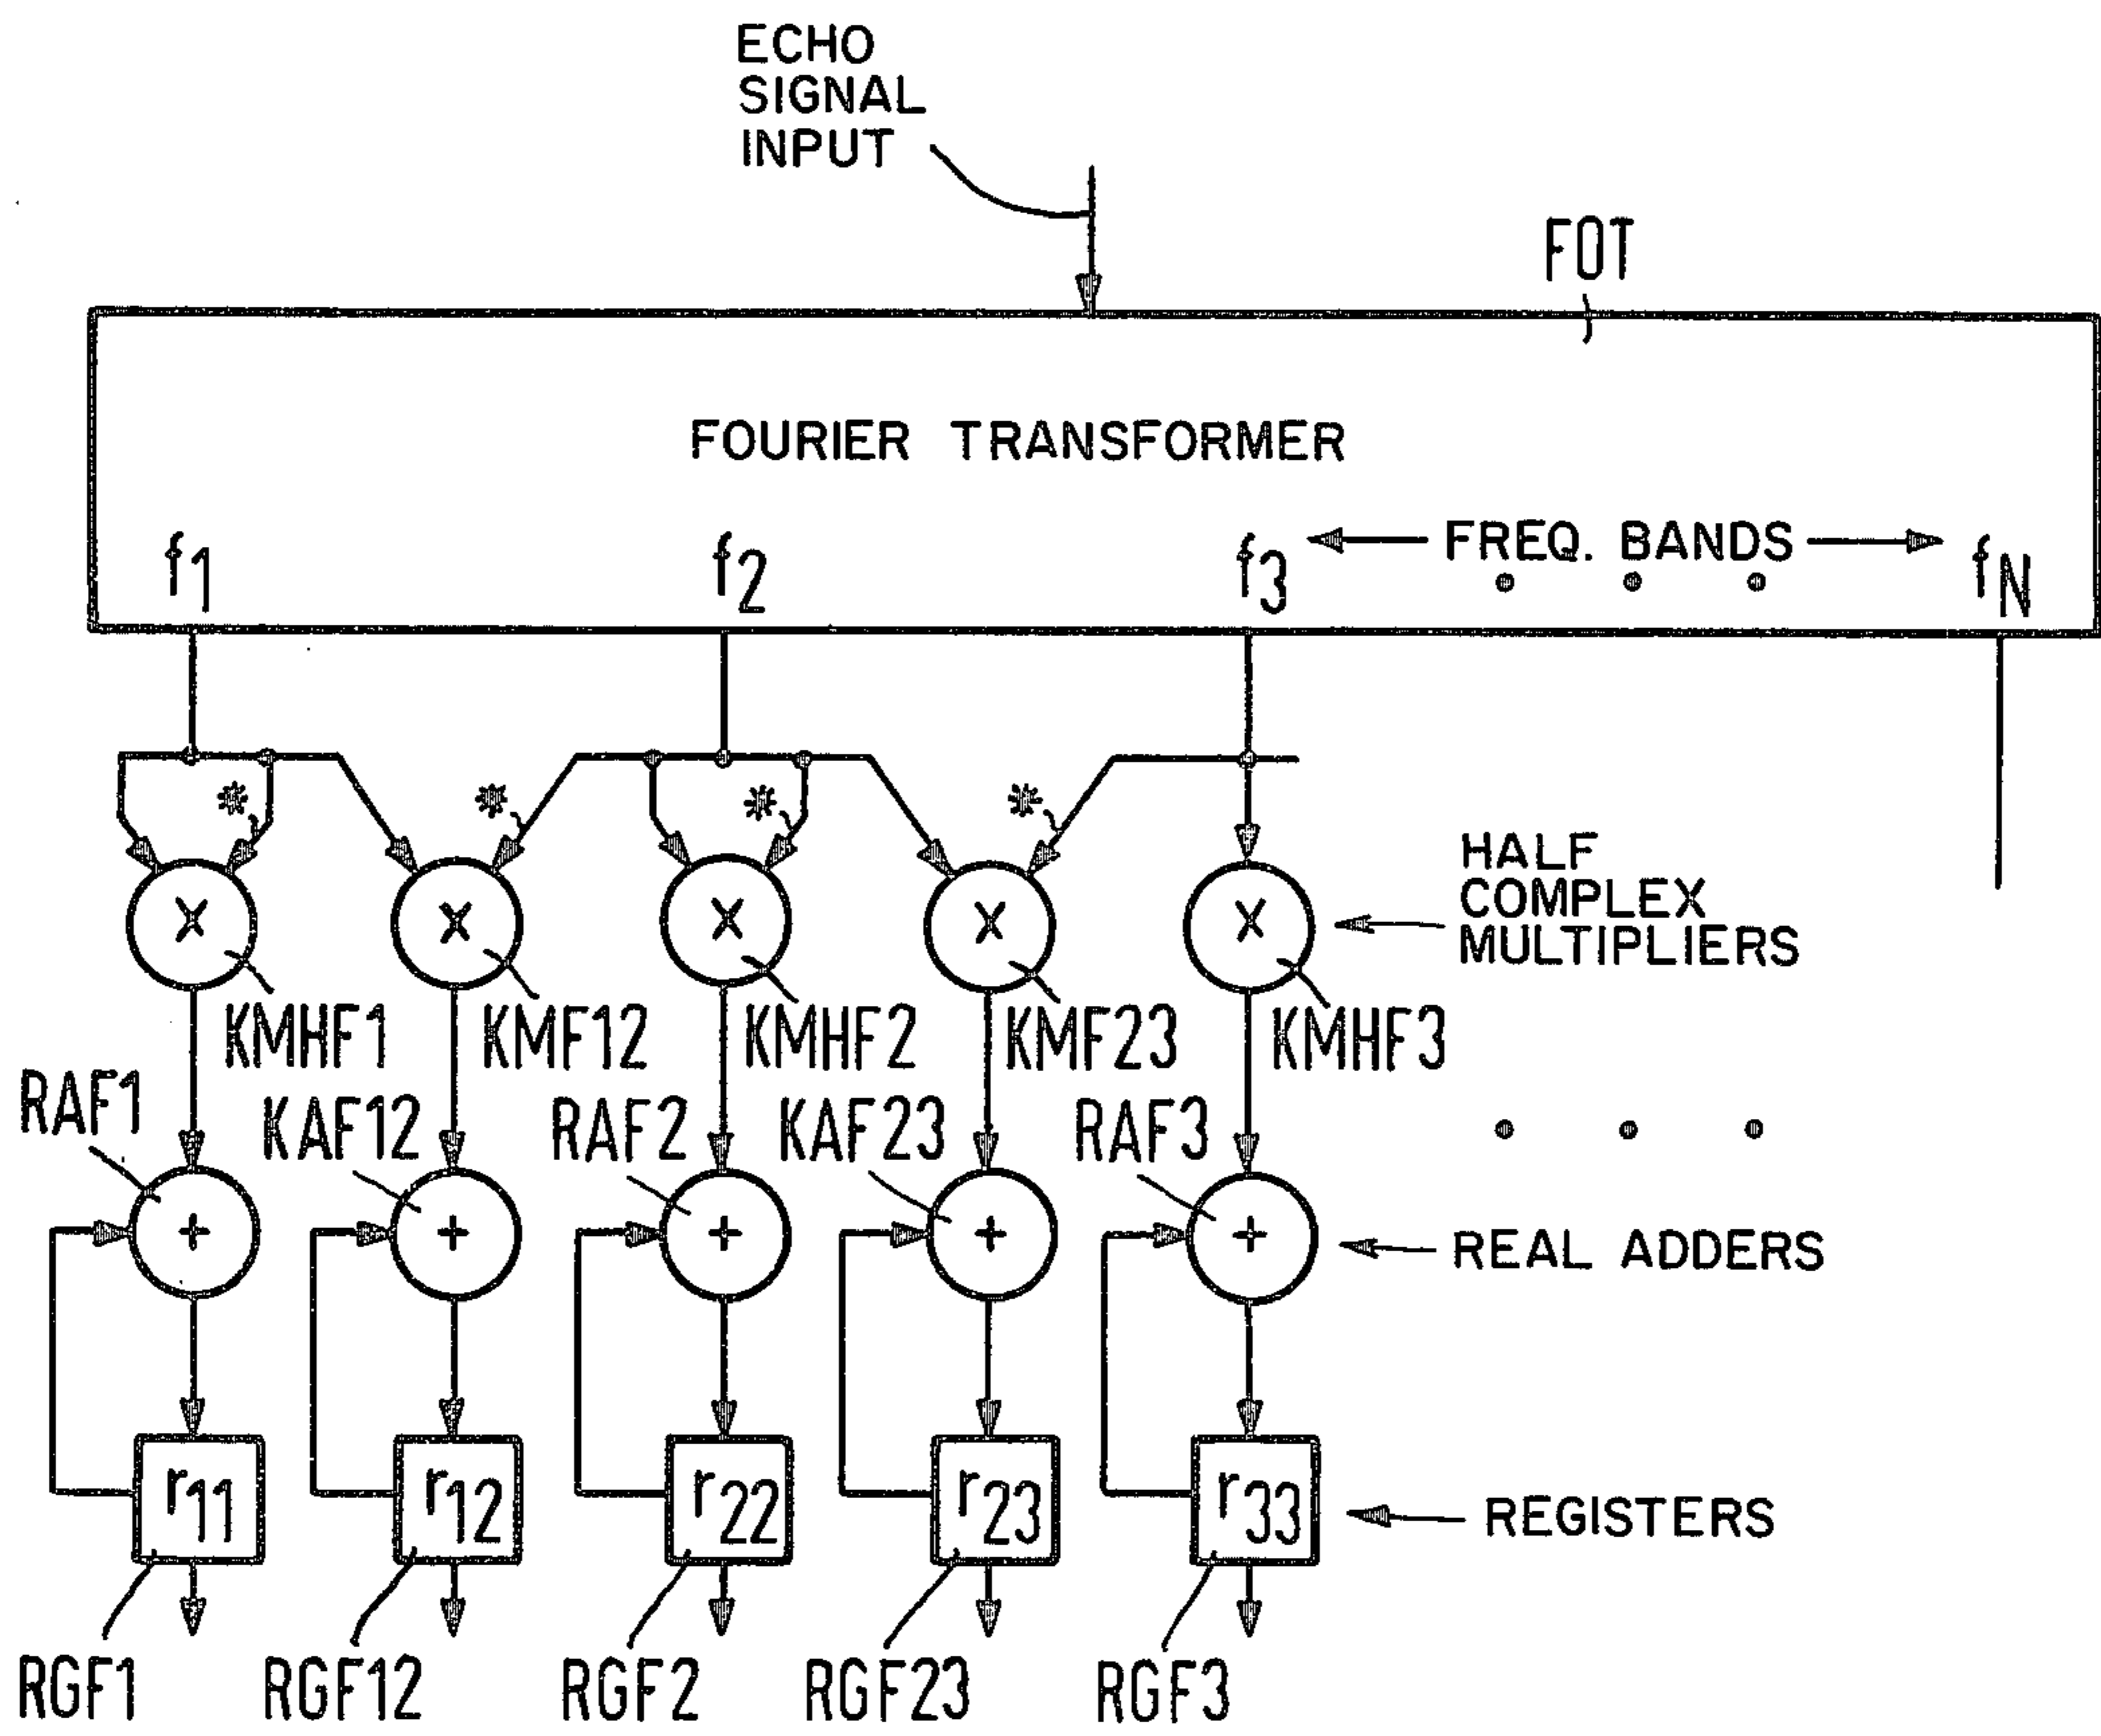 ECHO
SIGNAL
INPUT
FOT
FOURIER TRANSFORMER
f1 f2 f3 FREQ. BANDS fN
* * * *
X X X X X
HALF
COMPLEX
MULTIPLIERS
KMHF1 KMF12 KMHF2 KMF23 KMHF3
RAF1 KAF12 RAF2 KAF23 RAF3
+ + + + +
REAL ADDERS
r11 r12 r22 r23 r33
REGISTERS
RGF1 RGF12 RGF2 RGF23 RGF3